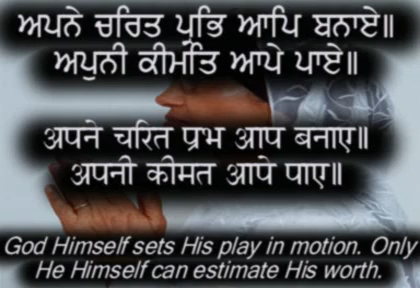 ਅਪਨੇ ਚਰਿਤ ਪ੍ਰਭਿ ਆਪਿ ਬਨਾਏ॥
ਅਪੁਨੀ ਕੀਮਤਿ ਆਪੇ ਪਾਏ॥
अपने चरित प्रभ आप बनाए॥
अपनी कीमत आपे पाए॥
God Himself sets His play in motion. Only
He Himself can estimate His worth.